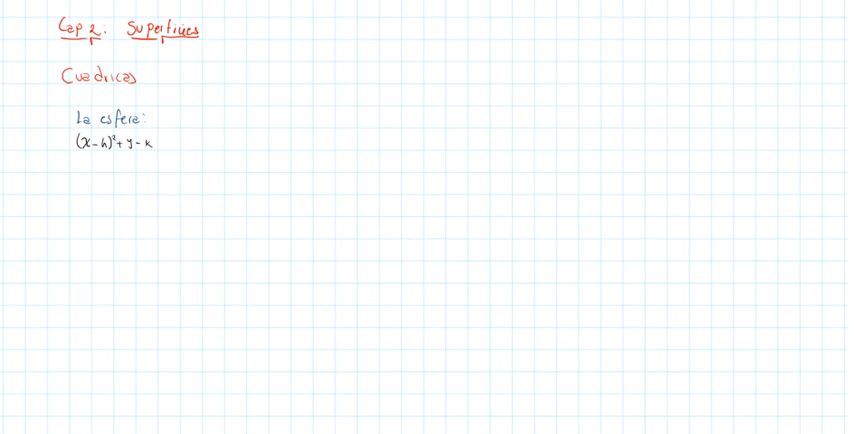 Cap 2: Superficies
Cuadricas
La esfera:
(x-h)²+y-k